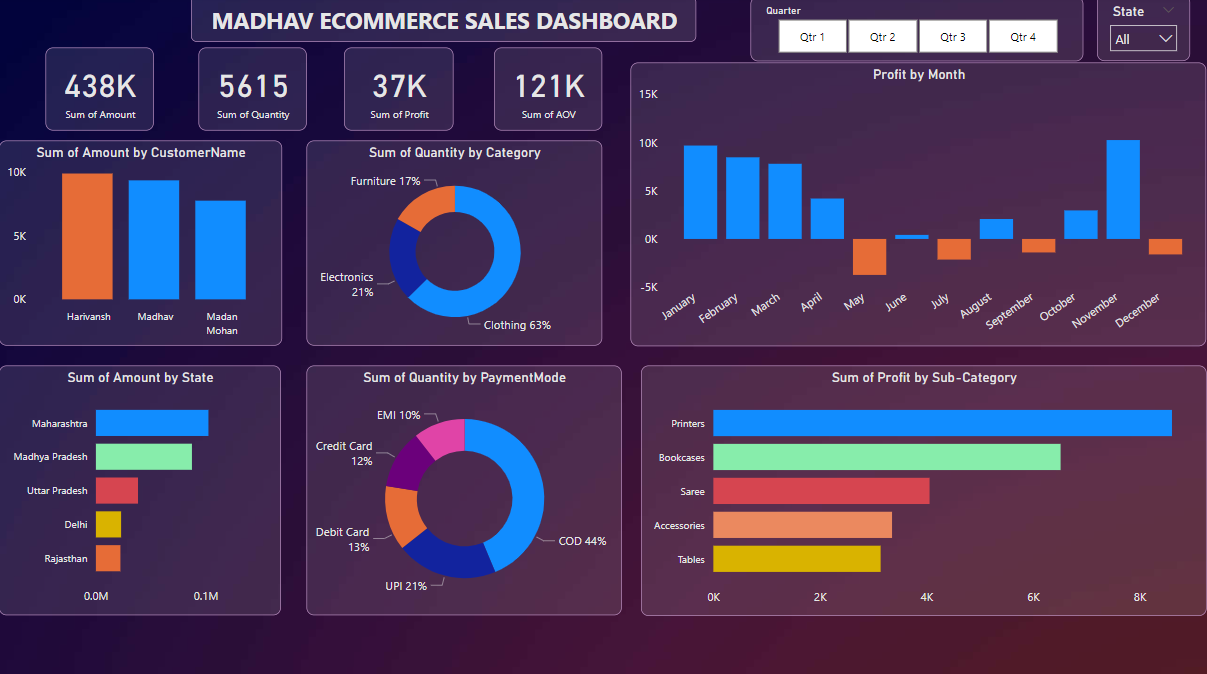 MADHAV ECOMMERCE SALES DASHBOARD
Quarter
Qtr 1
Qtr 2
Qtr 3
Qtr 4
State
All
438K
Sum of Amount
5615
Sum of Quantity
37K
Sum of Profit
121K
Sum of AOV
Profit by Month
15K
10K
5K
0K
-5K
January
February
March
April
May
June
July
August
September
October
November
December
Sum of Amount by CustomerName
10K
5K
0K
Harivansh
Madhav
Madan
Mohan
Sum of Quantity by Category
Furniture 17%
Electronics
21%
Clothing 63%
Sum of Amount by State
Maharashtra
Madhya Pradesh
Uttar Pradesh
Delhi
Rajasthan
0.0M
0.1M
Sum of Quantity by PaymentMode
EMI 10%
Credit Card
12%
Debit Card
13%
UPI 21%
COD 44%
Sum of Profit by Sub-Category
Printers
Bookcases
Saree
Accessories
Tables
0K
2K
4K
6K
8K